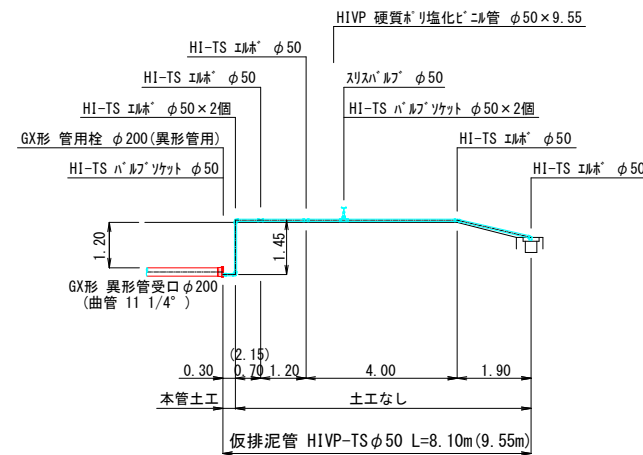 HIVP 硬質ﾎﾟﾘ塩化ﾋﾞﾆﾙ管 φ50×9.55
HI-TS ｴﾙﾎﾞ φ50
HI-TS ｴﾙﾎﾞ φ50
ｽﾘｽﾊﾞﾙﾌﾞ φ50
HI-TS ｴﾙﾎﾞ φ50×2個
HI-TS ﾊﾞﾙﾌﾞｿｹｯﾄ φ50×2個
GX形 管用栓 φ200(異形管用)
HI-TS ｴﾙﾎﾞ φ50
HI-TS ﾊﾞﾙﾌﾞｿｹｯﾄ φ50
HI-TS ｴﾙﾎﾞ φ50
1.20
1.45
GX形 異形管受口φ200
(曲管 11 1/4°)
(2.15)
0.30 0.70 1.20 4.00 1.90
本管土工 土工なし
仮排泥管 HIVP-TSφ50 L=8.10m(9.55m)